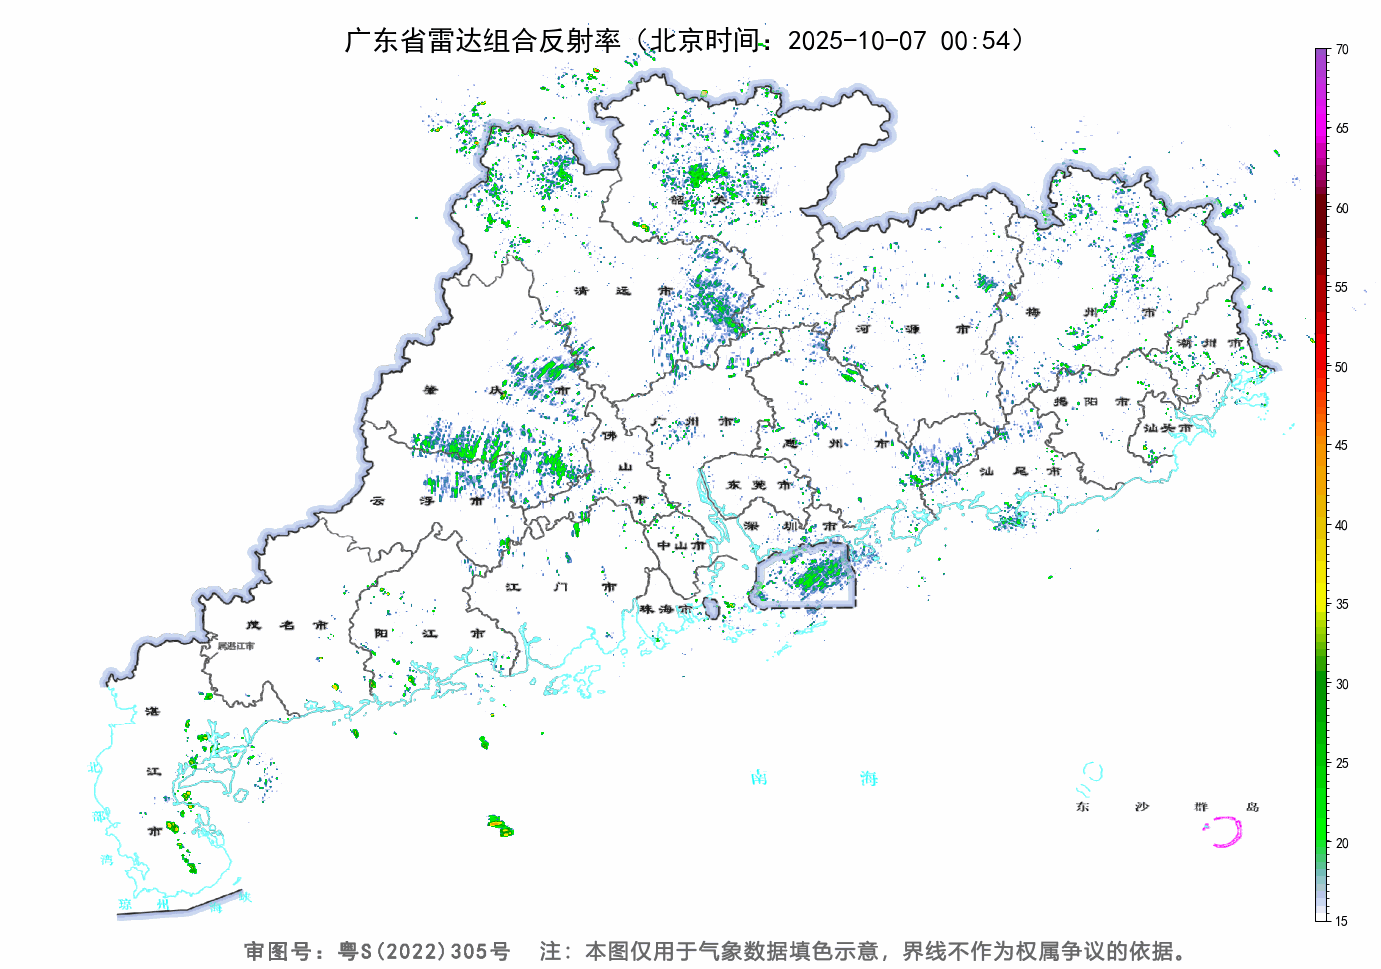 广东省雷达组合反射率（北京时间：2025-10-07 00:54）
70
65
60
55
50
45
40
35
30
25
20
15
韶关市
清远市
河源市
梅州市
潮州市
肇庆市
揭阳市
汕头市
广州市
佛山市
惠州市
汕尾市
东莞市
云浮市
深圳市
中山市
江门市
珠海市
茂名市
阳江市
属湛江市
湛江市
北部湾
南海
东沙群岛
琼州海峡
审图号：粤S(2022)305号 注：本图仅用于气象数据填色示意，界线不作为权属争议的依据。